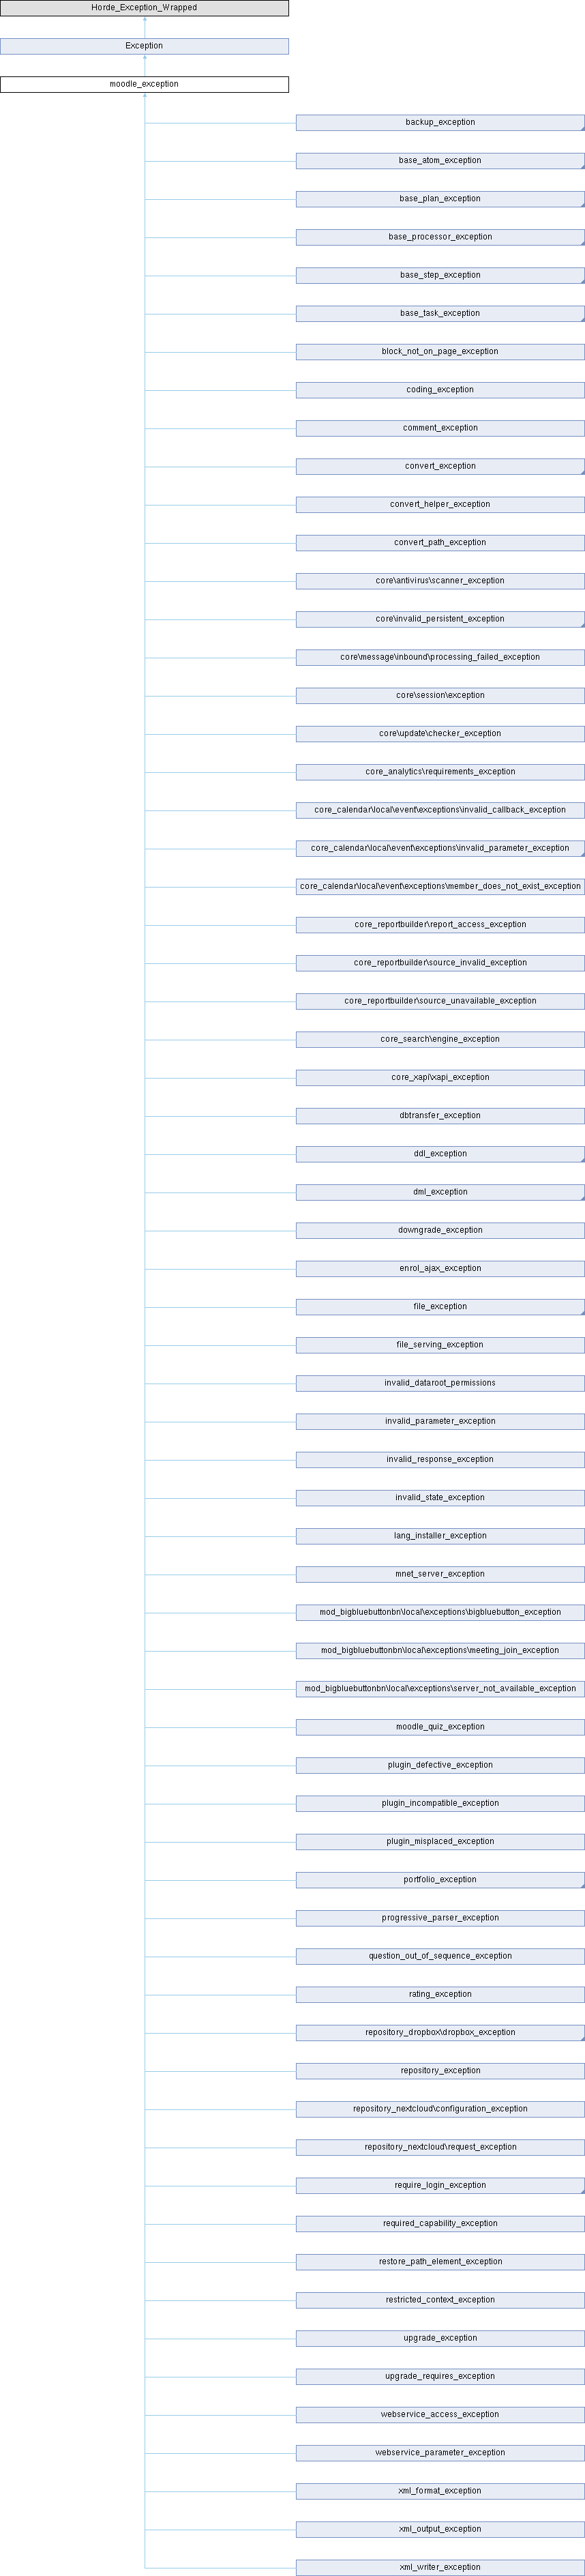 Horde_Exception_Wrapped
Exception
moodle_exception
backup_exception
base_atom_exception
base_plan_exception
base_processor_exception
base_step_exception
base_task_exception
block_not_on_page_exception
coding_exception
comment_exception
convert_exception
convert_helper_exception
convert_path_exception
core\antivirus\scanner_exception
core\invalid_persistent_exception
core\message\inbound\processing_failed_exception
core\session\exception
core\update\checker_exception
core_analytics\requirements_exception
core_calendar\local\event\exceptions\invalid_callback_exception
core_calendar\local\event\exceptions\invalid_parameter_exception
core_calendar\local\event\exceptions\member_does_not_exist_exception
core_reportbuilder\report_access_exception
core_reportbuilder\source_invalid_exception
core_reportbuilder\source_unavailable_exception
core_search\engine_exception
core_xapi\xapi_exception
dbtransfer_exception
ddl_exception
dml_exception
downgrade_exception
enrol_ajax_exception
file_exception
file_serving_exception
invalid_dataroot_permissions
invalid_parameter_exception
invalid_response_exception
invalid_state_exception
lang_installer_exception
mnet_server_exception
mod_bigbluebuttonbn\local\exceptions\bigbluebutton_exception
mod_bigbluebuttonbn\local\exceptions\meeting_join_exception
mod_bigbluebuttonbn\local\exceptions\server_not_available_exception
moodle_quiz_exception
plugin_defective_exception
plugin_incompatible_exception
plugin_misplaced_exception
portfolio_exception
progressive_parser_exception
question_out_of_sequence_exception
rating_exception
repository_dropbox\dropbox_exception
repository_exception
repository_nextcloud\configuration_exception
repository_nextcloud\request_exception
require_login_exception
required_capability_exception
restore_path_element_exception
restricted_context_exception
upgrade_exception
upgrade_requires_exception
webservice_access_exception
webservice_parameter_exception
xml_format_exception
xml_output_exception
xml_writer_exception